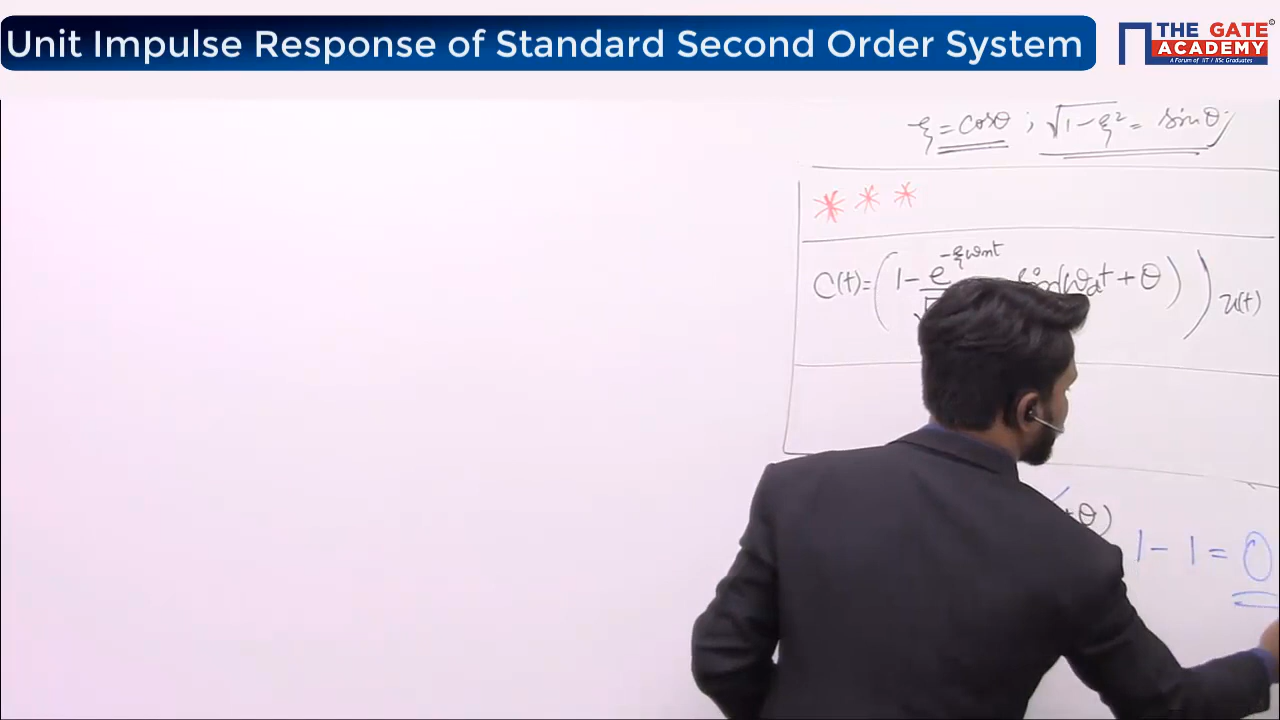 Unit Impulse Response of Standard Second Order System
THE GATE
ACADEMY
A Forum of IIT / IISc Graduates
ξ = cosθ ; √1-ξ² = sinθ
* * *
C(t) = ( 1 - e^-ξωnt sin(ωdt + θ) ) u(t)
+θ)
1 - 1 = 0